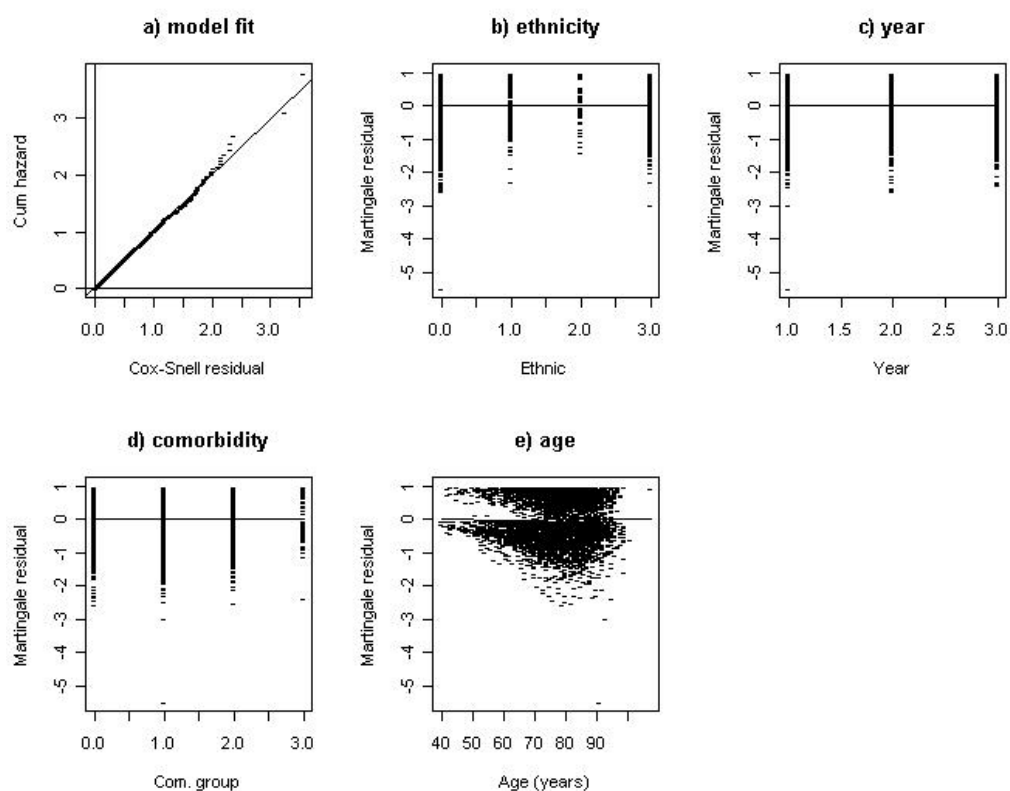 a) model fit
Cum hazard
3
2
1
0
0.0 1.0 2.0 3.0
Cox-Snell residual
b) ethnicity
Martingale residual
1
0
-1
-2
-3
-4
-5
0.0 1.0 2.0 3.0
Ethnic
c) year
Martingale residual
1
0
-1
-2
-3
-4
-5
1.0 1.5 2.0 2.5 3.0
Year
d) comorbidity
Martingale residual
1
0
-1
-2
-3
-4
-5
0.0 1.0 2.0 3.0
Com. group
e) age
Martingale residual
1
0
-1
-2
-3
-4
-5
40 50 60 70 80 90
Age (years)